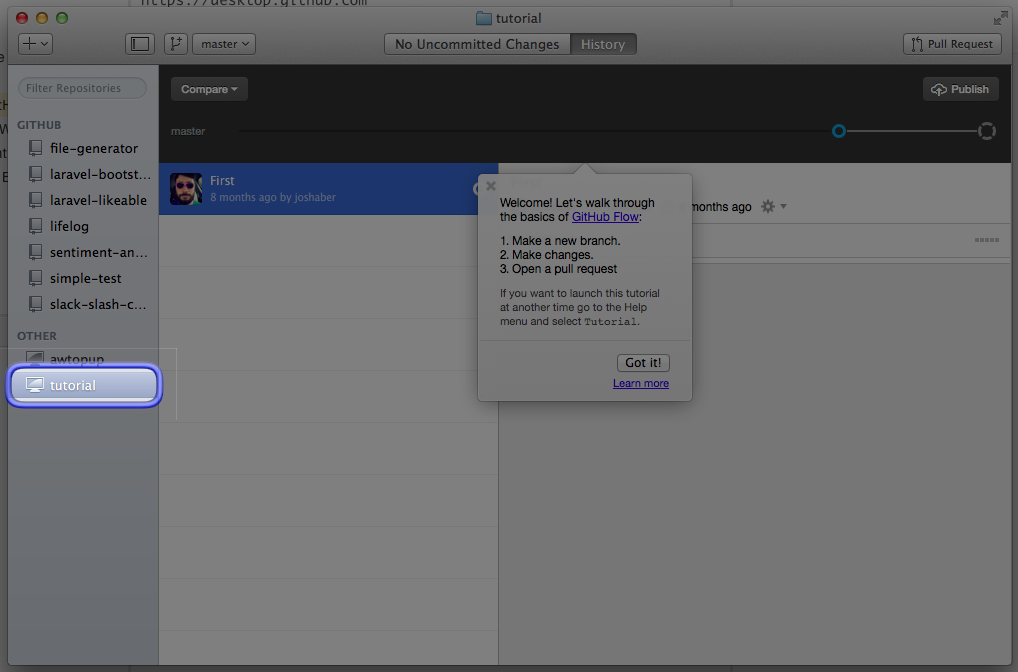 https://desktop.github.com
tutorial
master
No Uncommitted Changes
History
Pull Request
Filter Repositories
GITHUB
file-generator
laravel-bootst...
laravel-likeable
lifelog
sentiment-an...
simple-test
slack-slash-c...
OTHER
awtopup
tutorial
Compare
Publish
master
First
8 months ago by joshaber
months ago
Welcome! Let's walk through
the basics of GitHub Flow:
1. Make a new branch.
2. Make changes.
3. Open a pull request
If you want to launch this tutorial
at another time go to the Help
menu and select Tutorial.
Got it!
Learn more